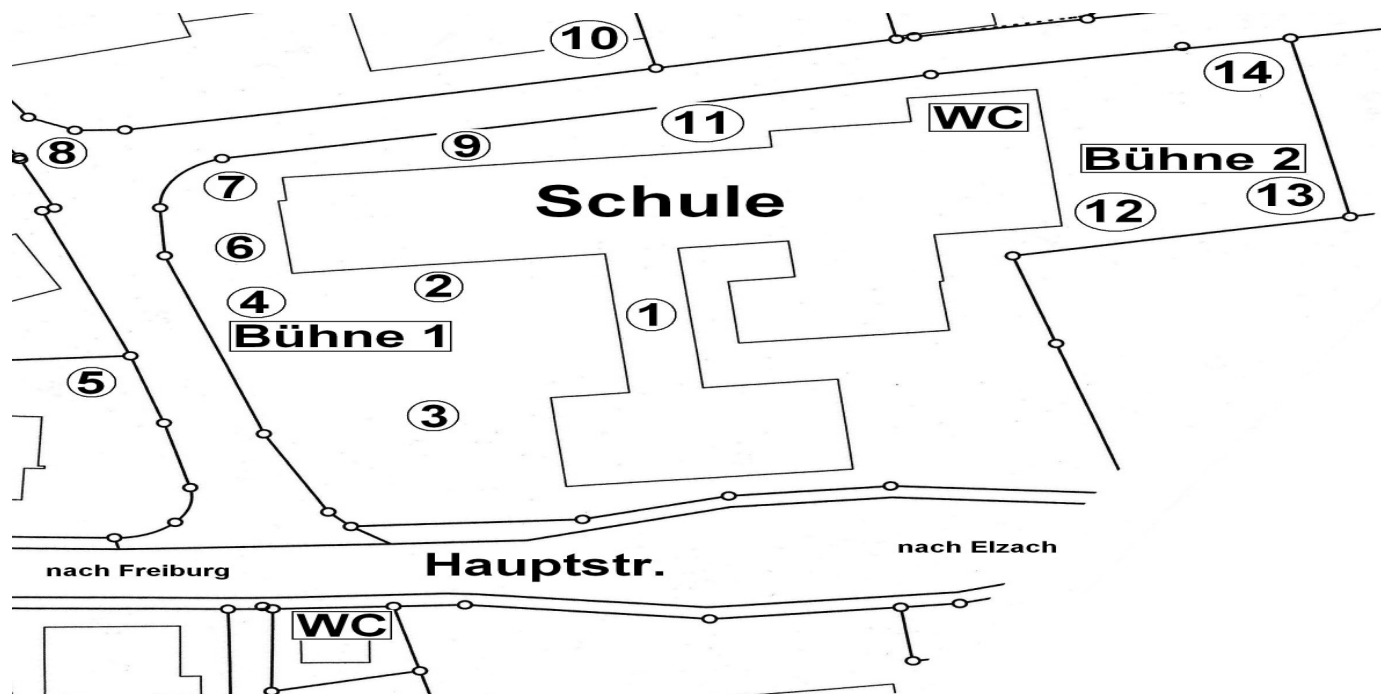 10
14
11
WC
9
8
Bühne 2
7
Schule
13
12
6
2
4
1
Bühne 1
5
3
nach Elzach
Hauptstr.
nach Freiburg
WC